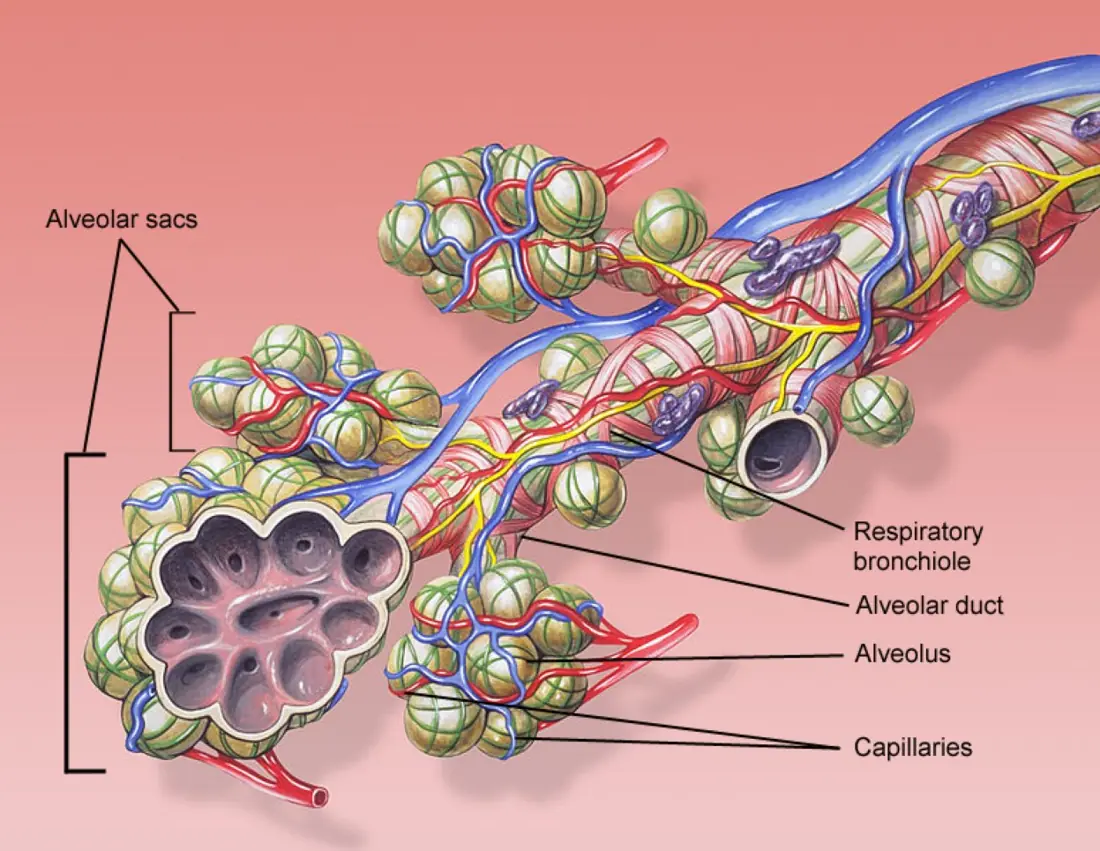 Alveolar sacs
Respiratory
bronchiole
Alveolar duct
Alveolus
Capillaries